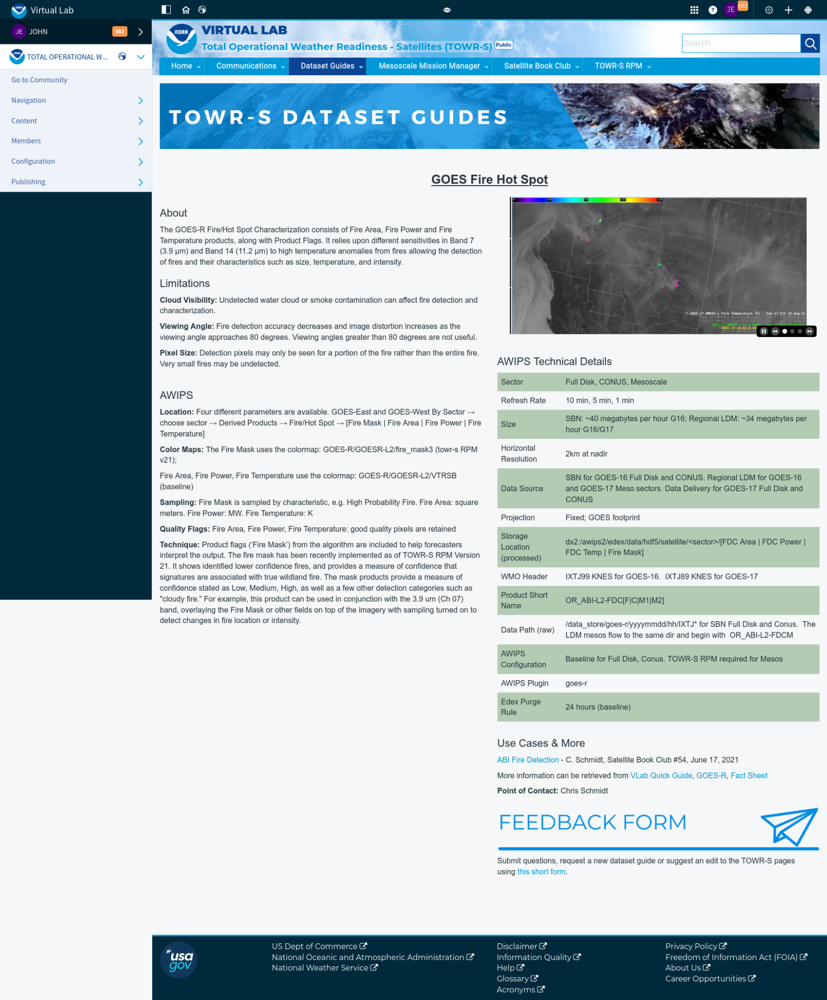 Virtual Lab
JE JOHN 883
TOTAL OPERATIONAL W...
Go to Community
Navigation
Content
Members
Configuration
Publishing
JE 883
NOAA
VIRTUAL LAB
Total Operational Weather Readiness - Satellites (TOWR-S) Public
Search
Home Communications Dataset Guides Mesoscale Mission Manager Satellite Book Club TOWR-S RPM
TOWR-S DATASET GUIDES
GOES Fire Hot Spot
About
The GOES-R Fire/Hot Spot Characterization consists of Fire Area, Fire Power and Fire
Temperature products, along with Product Flags. It relies upon different sensitivities in Band 7
(3.9 µm) and Band 14 (11.2 µm) to high temperature anomalies from fires allowing the detection
of fires and their characteristics such as size, temperature, and intensity.
Limitations
Cloud Visibility: Undetected water cloud or smoke contamination can affect fire detection and
characterization.
Viewing Angle: Fire detection accuracy decreases and image distortion increases as the
viewing angle approaches 80 degrees. Viewing angles greater than 80 degrees are not useful.
Pixel Size: Detection pixels may only be seen for a portion of the fire rather than the entire fire.
Very small fires may be undetected.
AWIPS
Location: Four different parameters are available. GOES-East and GOES-West By Sector →
choose sector → Derived Products → Fire/Hot Spot → [Fire Mask | Fire Area | Fire Power | Fire
Temperature]
Color Maps: The Fire Mask uses the colormap: GOES-R/GOESR-L2/fire_mask3 (towr-s RPM
v21);
Fire Area, Fire Power, Fire Temperature use the colormap: GOES-R/GOESR-L2/VTRSB
(baseline)
Sampling: Fire Mask is sampled by characteristic, e.g. High Probability Fire. Fire Area: square
meters. Fire Power: MW. Fire Temperature: K
Quality Flags: Fire Area, Fire Power, Fire Temperature: good quality pixels are retained
Technique: Product flags (‘Fire Mask’) from the algorithm are included to help forecasters
interpret the output. The fire mask has been recently implemented as of TOWR-S RPM Version
21. It shows identified lower confidence fires, and provides a measure of confidence that
signatures are associated with true wildland fire. The mask products provide a measure of
confidence stated as Low, Medium, High, as well as a few other detection categories such as
"cloudy fire.” For example, this product can be used in conjunction with the 3.9 um (Ch 07)
band, overlaying the Fire Mask or other fields on top of the imagery with sampling turned on to
detect changes in fire location or intensity.
* GOES-17 WMESO-1 Fire Temperature (K) Tue 17:52Z 10-Aug-21
GOES-17 WMESO-1 Fire Mask Tue 17:52Z 10-Aug-21
AWIPS Technical Details
Sector Full Disk, CONUS, Mesoscale
Refresh Rate 10 min, 5 min, 1 min
Size SBN: ~40 megabytes per hour G16; Regional LDM: ~34 megabytes per
hour G16/G17
Horizontal
Resolution 2km at nadir
Data Source SBN for GOES-16 Full Disk and CONUS. Regional LDM for GOES-16
and GOES-17 Meso sectors. Data Delivery for GOES-17 Full Disk and
CONUS
Projection Fixed; GOES footprint
Storage
Location
(processed) dx2:/awips2/edex/data/hdf5/satellite/<sector>/[FDC Area | FDC Power |
FDC Temp | Fire Mask]
WMO Header IXTJ99 KNES for GOES-16. IXTJ89 KNES for GOES-17
Product Short
Name OR_ABI-L2-FDC[F|C|M1|M2]
Data Path (raw) /data_store/goes-r/yyyymmdd/hh/IXTJ* for SBN Full Disk and Conus. The
LDM mesos flow to the same dir and begin with OR_ABI-L2-FDCM
AWIPS
Configuration Baseline for Full Disk, Conus. TOWR-S RPM required for Mesos
AWIPS Plugin goes-r
Edex Purge
Rule 24 hours (baseline)
Use Cases & More
ABI Fire Detection - C. Schmidt, Satellite Book Club #54, June 17, 2021
More information can be retrieved from VLab Quick Guide, GOES-R, Fact Sheet
Point of Contact: Chris Schmidt
FEEDBACK FORM
Submit questions, request a new dataset guide or suggest an edit to the TOWR-S pages
using this short form.
usa
gov
US Dept of Commerce
National Oceanic and Atmospheric Administration
National Weather Service
Disclaimer
Information Quality
Help
Glossary
Acronyms
Privacy Policy
Freedom of Information Act (FOIA)
About Us
Career Opportunities